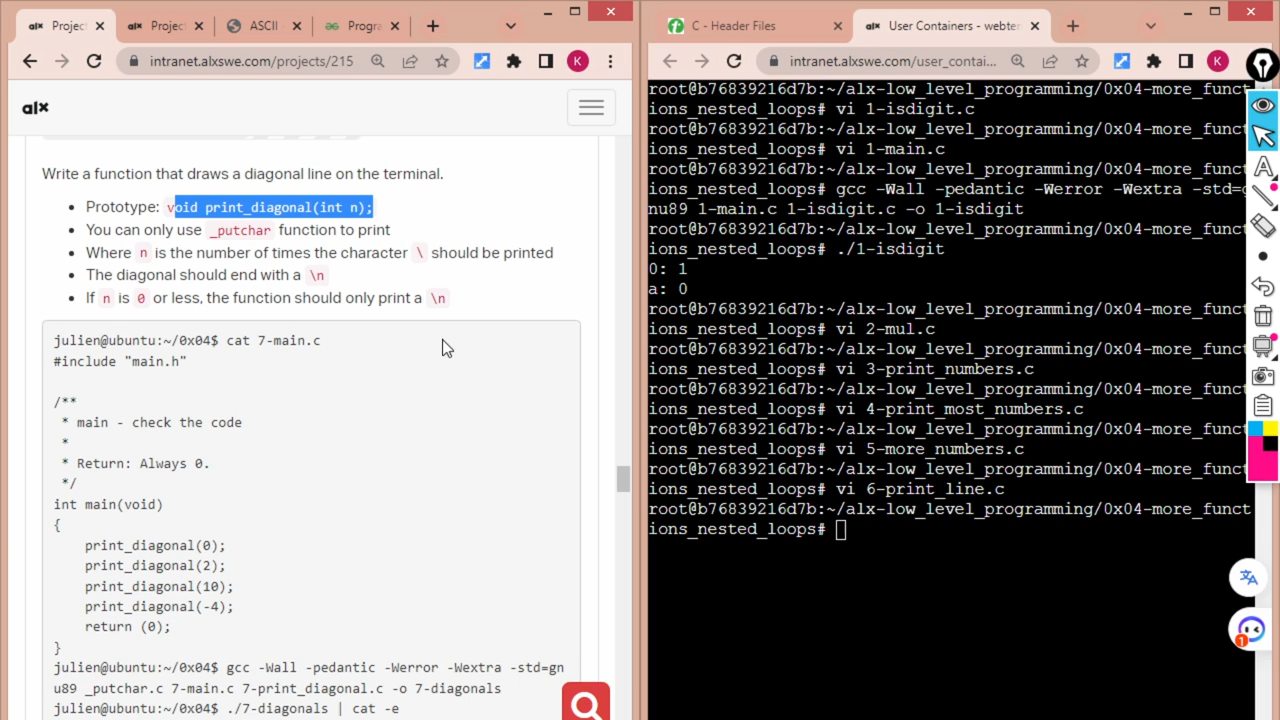 Projec
Projec
ASCII
Progra
intranet.alxswe.com/projects/215
K
alx
Write a function that draws a diagonal line on the terminal.
Prototype: void print_diagonal(int n);
You can only use _putchar function to print
Where n is the number of times the character \ should be printed
The diagonal should end with a \n
If n is 0 or less, the function should only print a \n
julien@ubuntu:~/0x04$ cat 7-main.c
#include "main.h"
/**
* main - check the code
*
* Return: Always 0.
*/
int main(void)
{
print_diagonal(0);
print_diagonal(2);
print_diagonal(10);
print_diagonal(-4);
return (0);
}
julien@ubuntu:~/0x04$ gcc -Wall -pedantic -Werror -Wextra -std=gn
u89 _putchar.c 7-main.c 7-print_diagonal.c -o 7-diagonals
julien@ubuntu:~/0x04$ ./7-diagonals | cat -e
C - Header Files
alx User Containers - webter
intranet.alxswe.com/user_contai...
K
root@b76839216d7b:~/alx-low_level_programming/0x04-more_funct
ions_nested_loops# vi 1-isdigit.c
root@b76839216d7b:~/alx-low_level_programming/0x04-more_funct
ions_nested_loops# vi 1-main.c
root@b76839216d7b:~/alx-low_level_programming/0x04-more_funct
ions_nested_loops# gcc -Wall -pedantic -Werror -Wextra -std=g
nu89 1-main.c 1-isdigit.c -o 1-isdigit
root@b76839216d7b:~/alx-low_level_programming/0x04-more_funct
ions_nested_loops# ./1-isdigit
0: 1
a: 0
root@b76839216d7b:~/alx-low_level_programming/0x04-more_funct
ions_nested_loops# vi 2-mul.c
root@b76839216d7b:~/alx-low_level_programming/0x04-more_funct
ions_nested_loops# vi 3-print_numbers.c
root@b76839216d7b:~/alx-low_level_programming/0x04-more_funct
ions_nested_loops# vi 4-print_most_numbers.c
root@b76839216d7b:~/alx-low_level_programming/0x04-more_funct
ions_nested_loops# vi 5-more_numbers.c
root@b76839216d7b:~/alx-low_level_programming/0x04-more_funct
ions_nested_loops# vi 6-print_line.c
root@b76839216d7b:~/alx-low_level_programming/0x04-more_funct
ions_nested_loops#
A
1